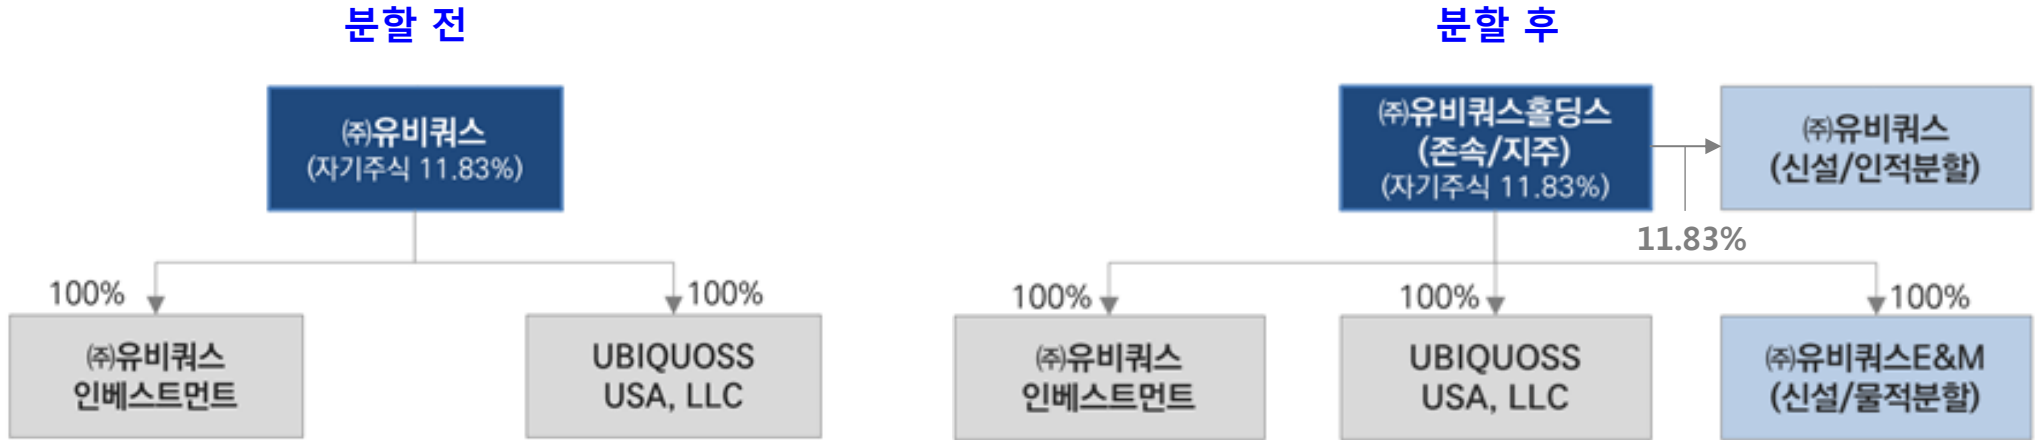 분할 전
㈜유비쿼스
(자기주식 11.83%)
100%
100%
㈜유비쿼스
인베스트먼트
UBIQUOSS
USA, LLC
분할 후
㈜유비쿼스홀딩스
(존속/지주)
(자기주식 11.83%)
㈜유비쿼스
(신설/인적분할)
11.83%
100%
100%
100%
㈜유비쿼스
인베스트먼트
UBIQUOSS
USA, LLC
㈜유비쿼스E&M
(신설/물적분할)